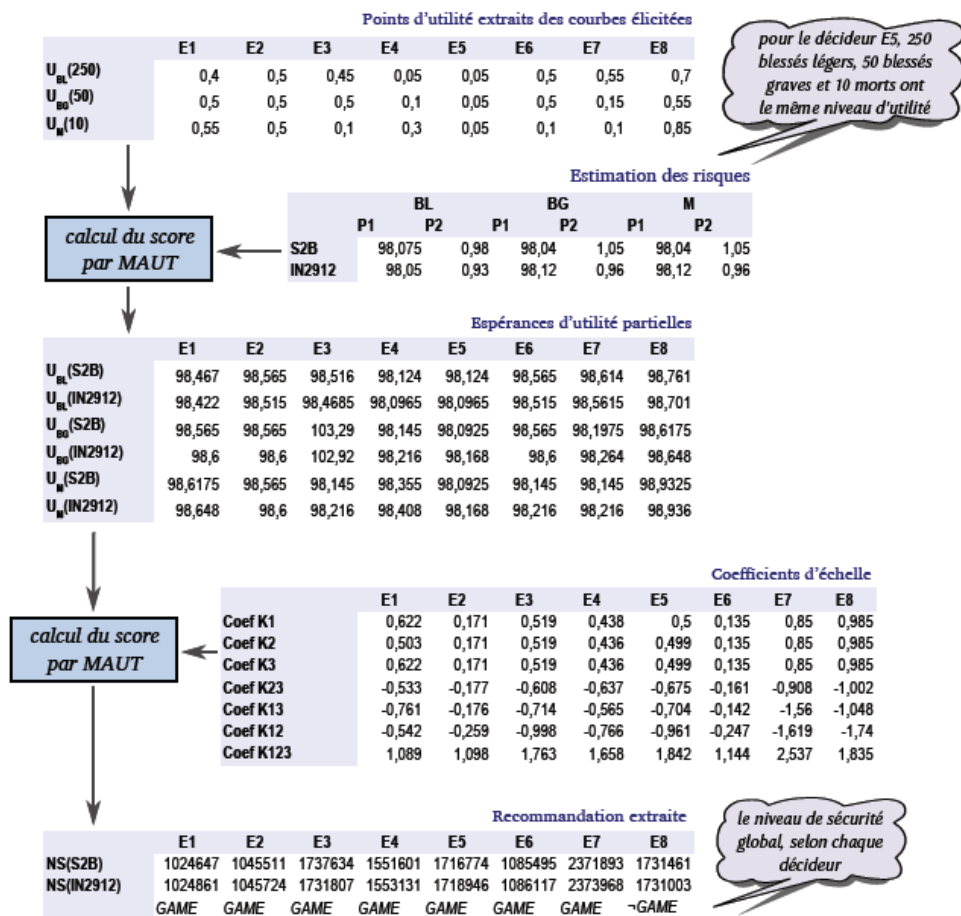 Points d'utilité extraits des courbes élicitées
E1 E2 E3 E4 E5 E6 E7 E8
U_BL(250) 0,4 0,5 0,45 0,05 0,05 0,5 0,55 0,7
U_BG(50) 0,5 0,5 0,5 0,1 0,05 0,5 0,15 0,55
U_M(10) 0,55 0,5 0,1 0,3 0,05 0,1 0,1 0,85
pour le décideur E5, 250
blessés légers, 50 blessés
graves et 10 morts ont
le même niveau d'utilité
Estimation des risques
BL BG M
P1 P2 P1 P2 P1 P2
S2B 98,075 0,98 98,04 1,05 98,04 1,05
IN2912 98,05 0,93 98,12 0,96 98,12 0,96
calcul du score
par MAUT
Espérances d'utilité partielles
E1 E2 E3 E4 E5 E6 E7 E8
U_BL(S2B) 98,467 98,565 98,516 98,124 98,124 98,565 98,614 98,761
U_BL(IN2912) 98,422 98,515 98,4685 98,0965 98,0965 98,515 98,5615 98,701
U_BG(S2B) 98,565 98,565 103,29 98,145 98,0925 98,565 98,1975 98,6175
U_BG(IN2912) 98,6 98,6 102,92 98,216 98,168 98,6 98,264 98,648
U_M(S2B) 98,6175 98,565 98,145 98,355 98,0925 98,145 98,145 98,9325
U_M(IN2912) 98,648 98,6 98,216 98,408 98,168 98,216 98,216 98,936
Coefficients d'échelle
E1 E2 E3 E4 E5 E6 E7 E8
Coef K1 0,622 0,171 0,519 0,438 0,5 0,135 0,85 0,985
Coef K2 0,503 0,171 0,519 0,436 0,499 0,135 0,85 0,985
Coef K3 0,622 0,171 0,519 0,436 0,499 0,135 0,85 0,985
Coef K23 -0,533 -0,177 -0,608 -0,637 -0,675 -0,161 -0,908 -1,002
Coef K13 -0,761 -0,176 -0,714 -0,565 -0,704 -0,142 -1,56 -1,048
Coef K12 -0,542 -0,259 -0,998 -0,766 -0,961 -0,247 -1,619 -1,74
Coef K123 1,089 1,098 1,763 1,658 1,842 1,144 2,537 1,835
calcul du score
par MAUT
Recommandation extraite
E1 E2 E3 E4 E5 E6 E7 E8
NS(S2B) 1024647 1045511 1737634 1551601 1716774 1085495 2371893 1731461
NS(IN2912) 1024861 1045724 1731807 1553131 1718946 1086117 2373968 1731003
GAME GAME GAME GAME GAME GAME GAME ¬GAME
le niveau de sécurité
global, selon chaque
décideur